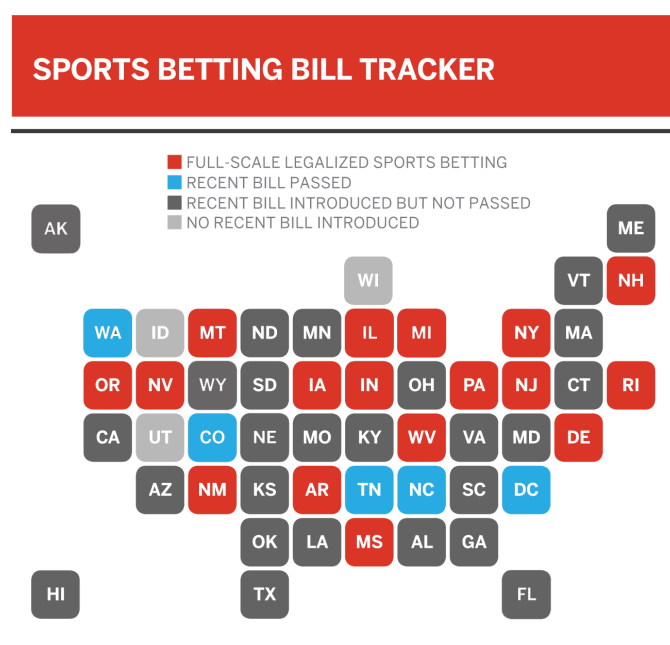 SPORTS BETTING BILL TRACKER
FULL-SCALE LEGALIZED SPORTS BETTING
RECENT BILL PASSED
RECENT BILL INTRODUCED BUT NOT PASSED
NO RECENT BILL INTRODUCED
AK ME
WI VT NH
WA ID MT ND MN IL MI NY MA
OR NV WY SD IA IN OH PA NJ CT RI
CA UT CO NE MO KY WV VA MD DE
AZ NM KS AR TN NC SC DC
OK LA MS AL GA
HI TX FL